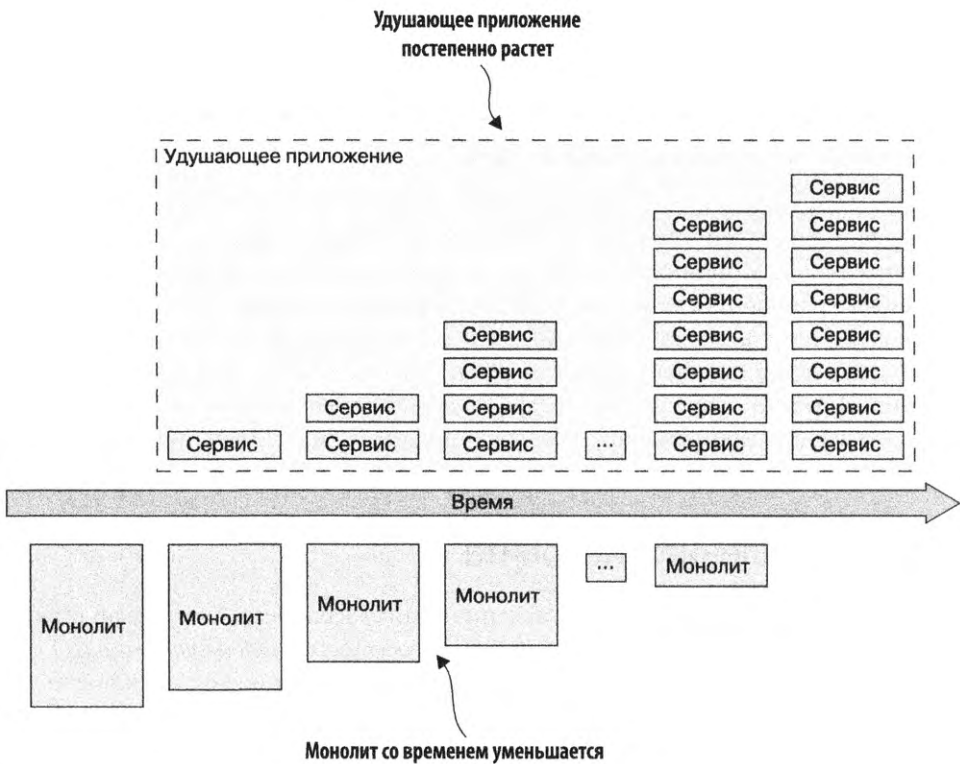 Удушающее приложение
постепенно растет
Удушающее приложение
Сервис
Сервис Сервис
Сервис Сервис
Сервис Сервис
Сервис Сервис Сервис
Сервис Сервис Сервис
Сервис Сервис Сервис Сервис
Сервис Сервис Сервис ... Сервис Сервис
Время
Монолит Монолит Монолит Монолит ... Монолит
Монолит со временем уменьшается